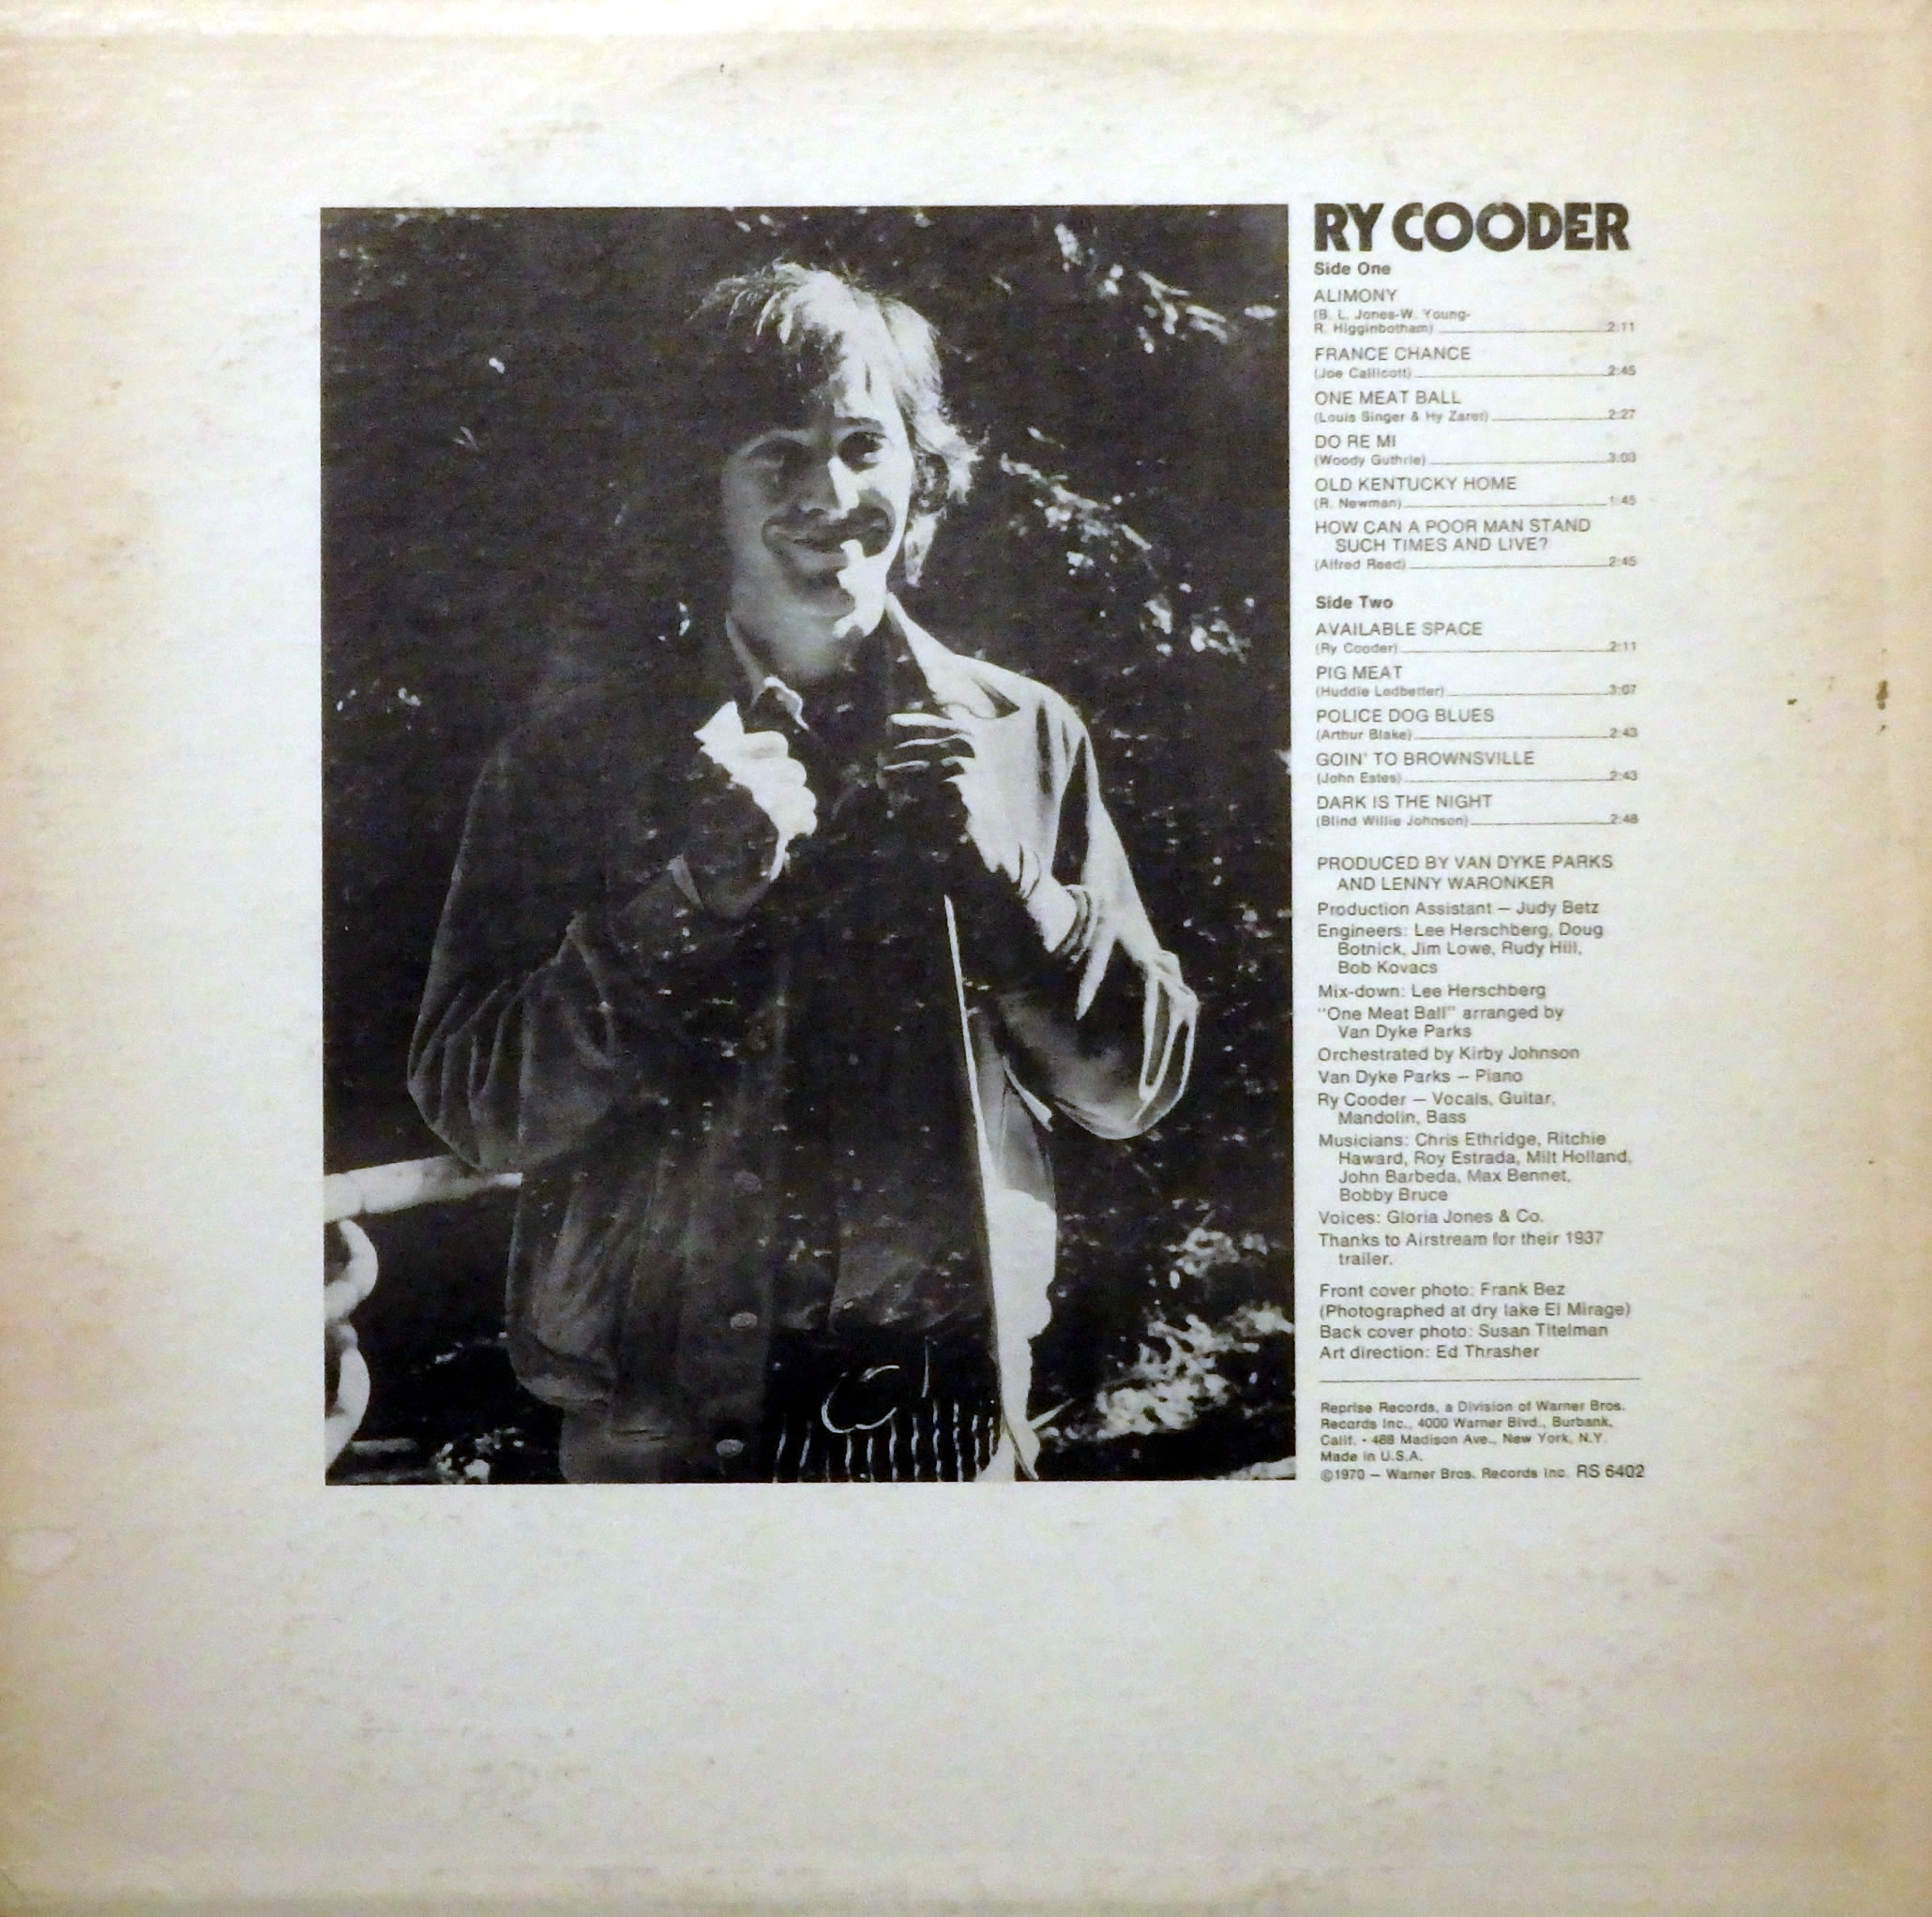 RY COODER
Side One
ALIMONY
(B. L. Jones-W. Young-
R. Higginbotham) 2:11
FRANCE CHANCE
(Joe Callicott) 2:45
ONE MEAT BALL
(Louis Singer & Hy Zaret) 2:27
DO RE MI
(Woody Guthrie) 3:03
OLD KENTUCKY HOME
(R. Newman) 1:45
HOW CAN A POOR MAN STAND
SUCH TIMES AND LIVE?
(Alfred Reed) 2:45
Side Two
AVAILABLE SPACE
(Ry Cooder) 2:11
PIG MEAT
(Huddie Ledbetter) 3:07
POLICE DOG BLUES
(Arthur Blake) 2:43
GOIN' TO BROWNSVILLE
(John Estes) 2:43
DARK IS THE NIGHT
(Blind Willie Johnson) 2:48
PRODUCED BY VAN DYKE PARKS
AND LENNY WARONKER
Production Assistant – Judy Betz
Engineers: Lee Herschberg, Doug
Botnick, Jim Lowe, Rudy Hill,
Bob Kovacs
Mix-down: Lee Herschberg
"One Meat Ball" arranged by
Van Dyke Parks
Orchestrated by Kirby Johnson
Van Dyke Parks – Piano
Ry Cooder – Vocals, Guitar,
Mandolin, Bass
Musicians: Chris Ethridge, Ritchie
Haward, Roy Estrada, Milt Holland,
John Barbeda, Max Bennet,
Bobby Bruce
Voices: Gloria Jones & Co.
Thanks to Airstream for their 1937
trailer.
Front cover photo: Frank Bez
(Photographed at dry lake El Mirage)
Back cover photo: Susan Titelman
Art direction: Ed Thrasher
Reprise Records, a Division of Warner Bros.
Records Inc., 4000 Warner Blvd., Burbank,
Calif. • 488 Madison Ave., New York, N.Y.
Made in U.S.A.
©1970 – Warner Bros. Records Inc. RS 6402